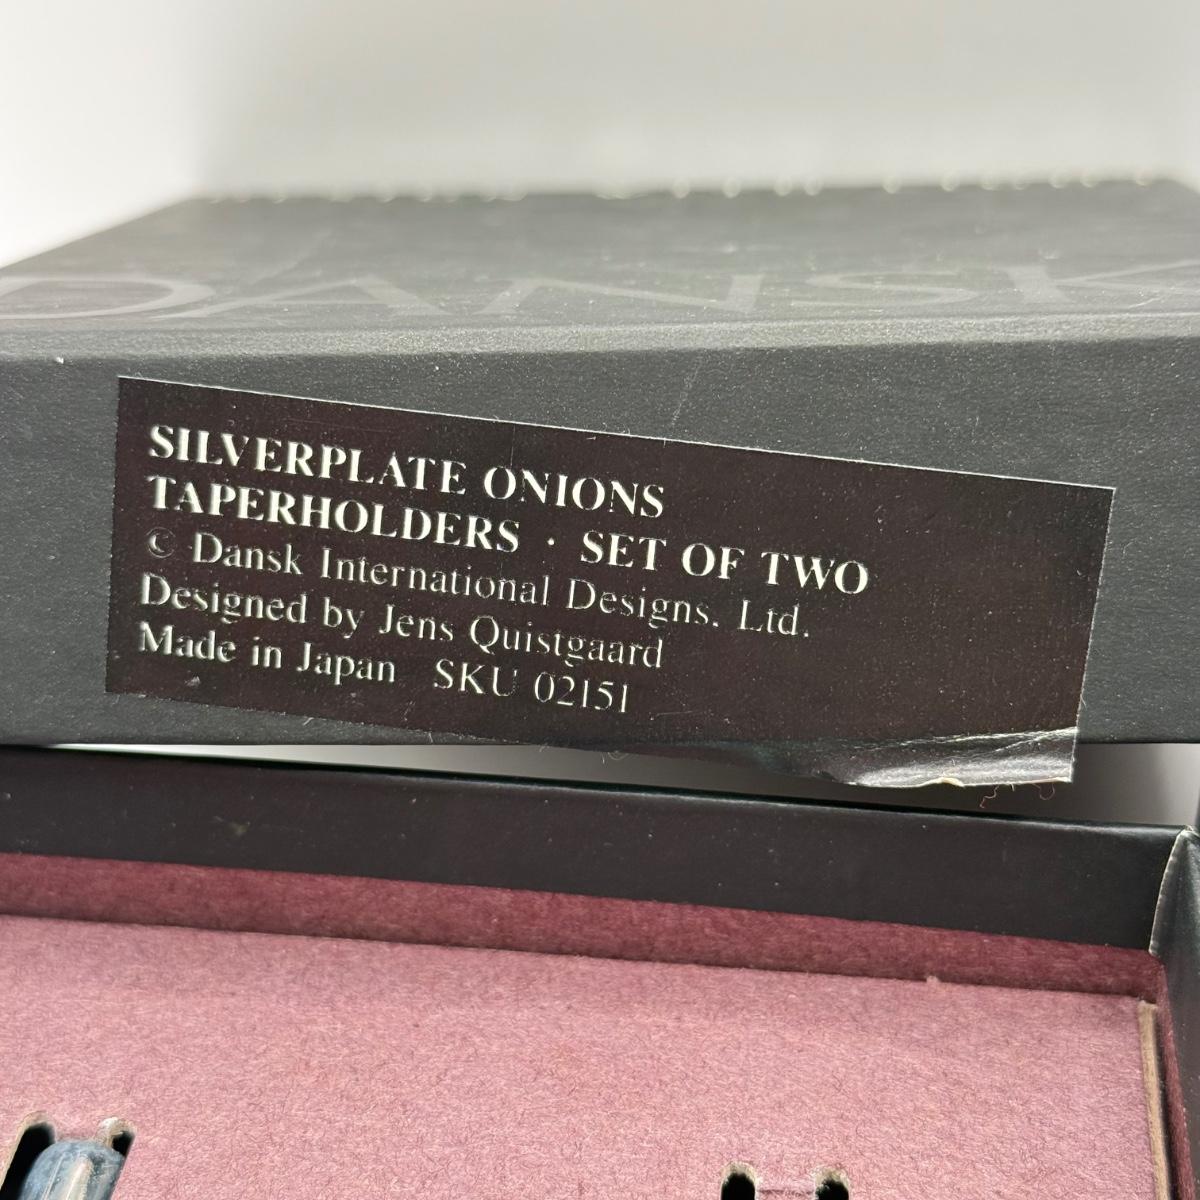 DANSK
SILVERPLATE ONIONS
TAPERHOLDERS · SET OF TWO
© Dansk International Designs. Ltd.
Designed by Jens Quistgaard
Made in Japan SKU 02151